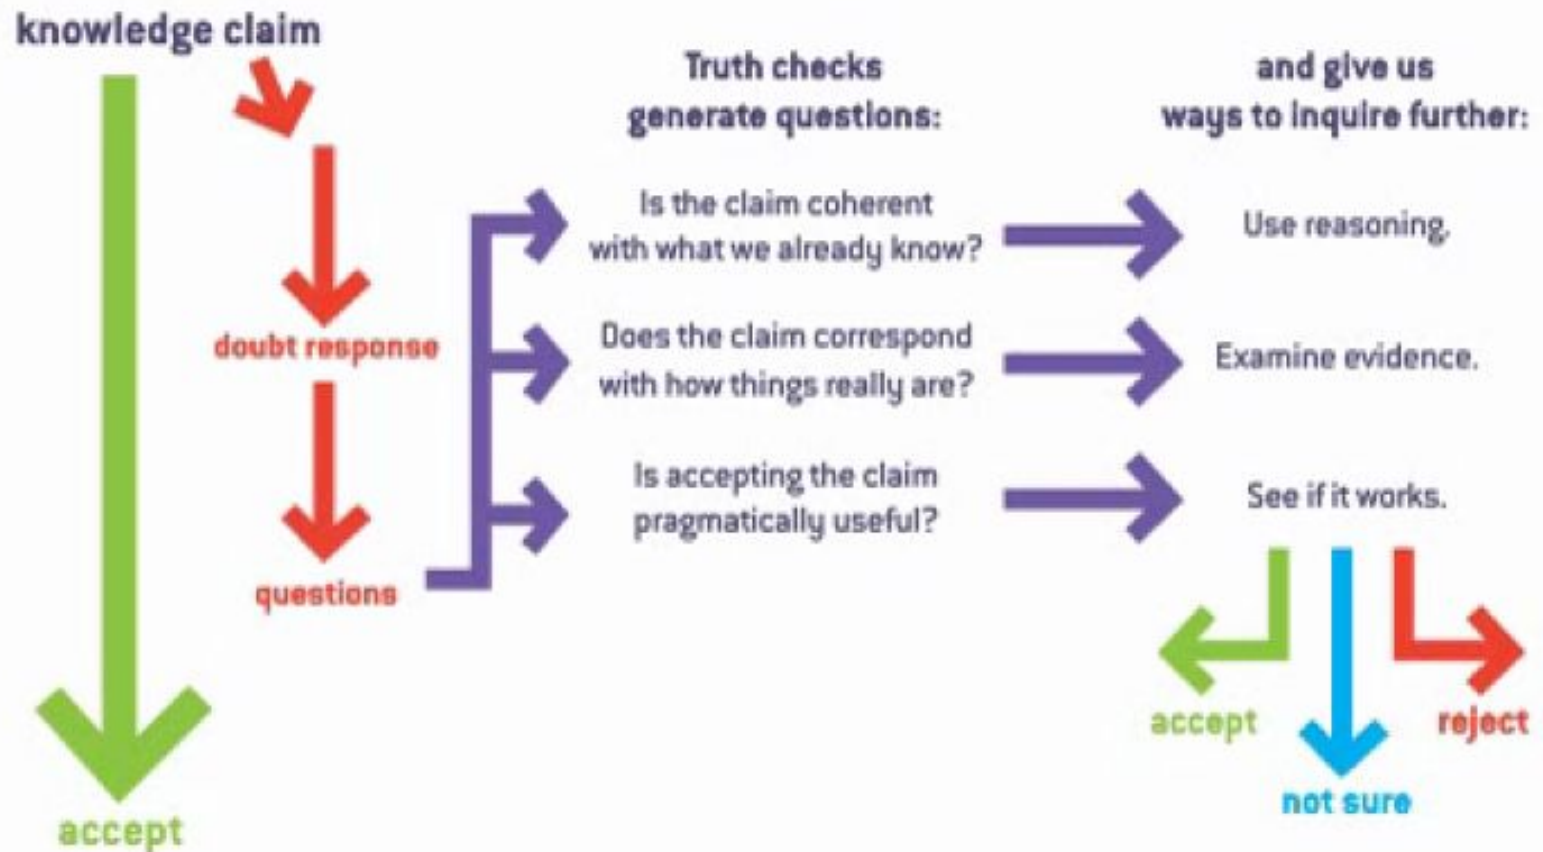 knowledge claim
Truth checks
generate questions:
and give us
ways to inquire further:
Is the claim coherent
with what we already know?
Use reasoning.
doubt response
Does the claim correspond
with how things really are?
Examine evidence.
Is accepting the claim
pragmatically useful?
See if it works.
questions
accept
reject
not sure
accept